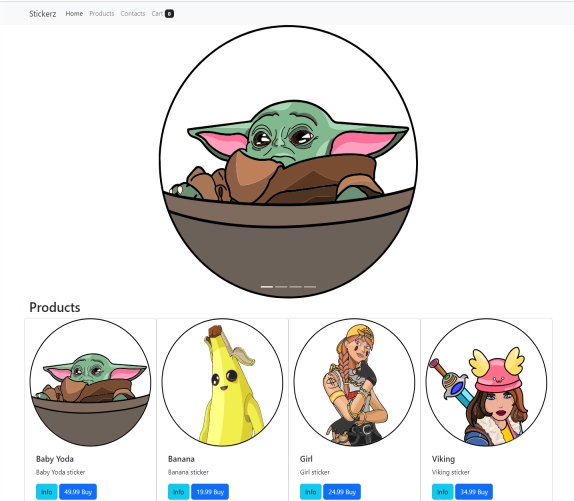 Stickerz Home Products Contacts Cart 0
Products
Baby Yoda Banana Girl Viking
Baby Yoda sticker Banana sticker Girl sticker Viking sticker
Info 49.99 Buy Info 19.99 Buy Info 24.99 Buy Info 34.99 Buy